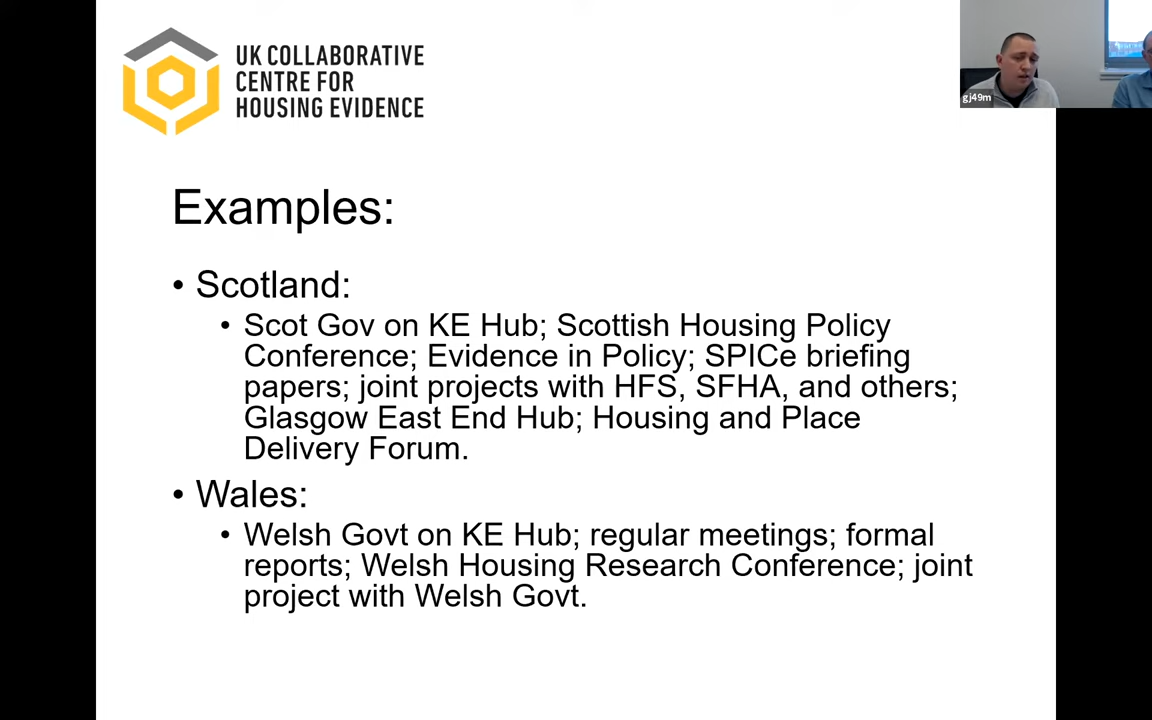 UK COLLABORATIVE
CENTRE FOR
HOUSING EVIDENCE
gj49m
Examples:
• Scotland:
• Scot Gov on KE Hub; Scottish Housing Policy
Conference; Evidence in Policy; SPICe briefing
papers; joint projects with HFS, SFHA, and others;
Glasgow East End Hub; Housing and Place
Delivery Forum.
• Wales:
• Welsh Govt on KE Hub; regular meetings; formal
reports; Welsh Housing Research Conference; joint
project with Welsh Govt.